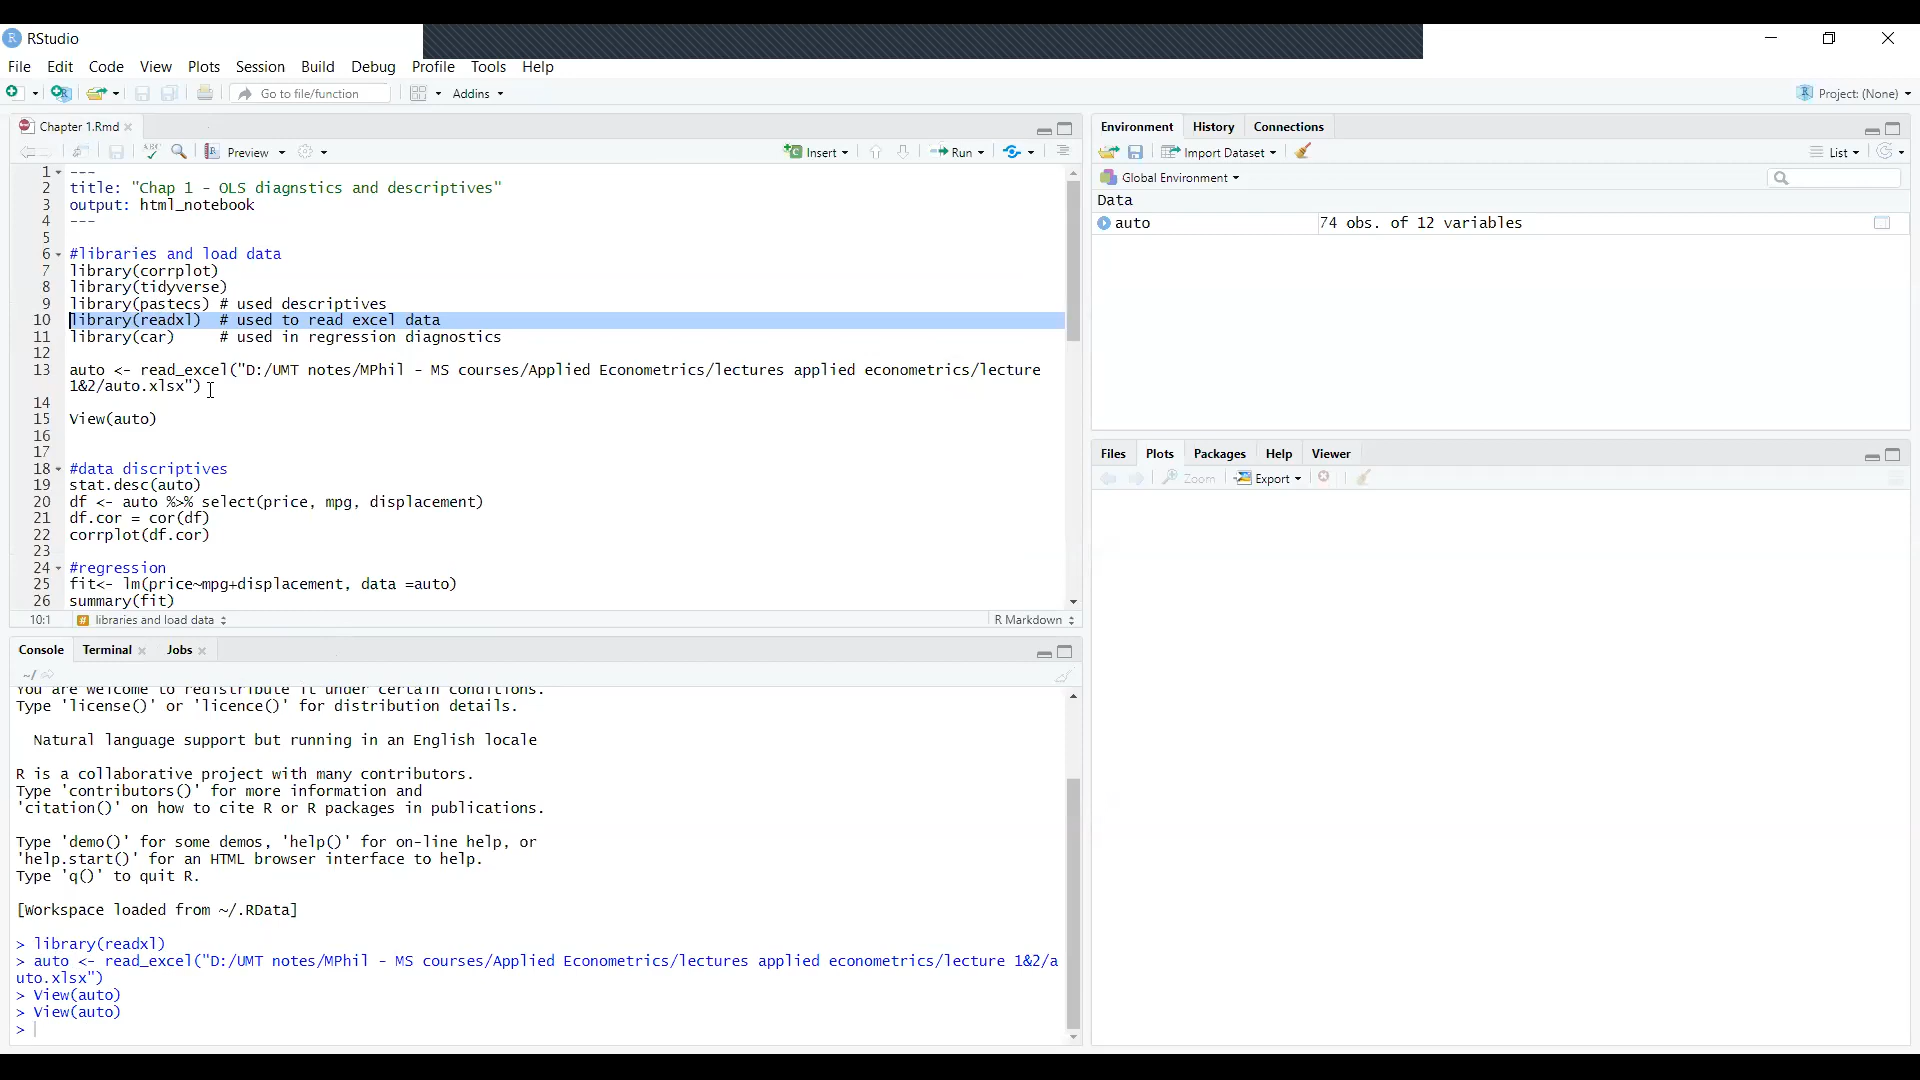 RStudio
File Edit Code View Plots Session Build Debug Profile Tools Help
Go to file/function Addins Project: (None)
Chapter 1.Rmd
ABC Preview Insert Run
1 ---
2 title: "Chap 1 - OLS diagnstics and descriptives"
3 output: html_notebook
4 ---
5
6 #libraries and load data
7 library(corrplot)
8 library(tidyverse)
9 library(pastecs) # used descriptives
10 library(readxl) # used to read excel data
11 library(car) # used in regression diagnostics
12
13 auto <- read_excel("D:/UMT notes/MPhil - MS courses/Applied Econometrics/lectures applied econometrics/lecture
1&2/auto.xlsx")
14
15 View(auto)
16
17
18 #data discriptives
19 stat.desc(auto)
20 df <- auto %>% select(price, mpg, displacement)
21 df.cor = cor(df)
22 corrplot(df.cor)
23
24 #regression
25 fit<- lm(price~mpg+displacement, data =auto)
26 summary(fit)
10:1 # libraries and load data R Markdown
Console Terminal Jobs
~/
You are welcome to redistribute it under certain conditions.
Type 'license()' or 'licence()' for distribution details.
Natural language support but running in an English locale
R is a collaborative project with many contributors.
Type 'contributors()' for more information and
'citation()' on how to cite R or R packages in publications.
Type 'demo()' for some demos, 'help()' for on-line help, or
'help.start()' for an HTML browser interface to help.
Type 'q()' to quit R.
[Workspace loaded from ~/.RData]
> library(readxl)
> auto <- read_excel("D:/UMT notes/MPhil - MS courses/Applied Econometrics/lectures applied econometrics/lecture 1&2/a
uto.xlsx")
> View(auto)
> View(auto)
>
Environment History Connections
Import Dataset List
Global Environment
Data
auto 74 obs. of 12 variables
Files Plots Packages Help Viewer
Zoom Export